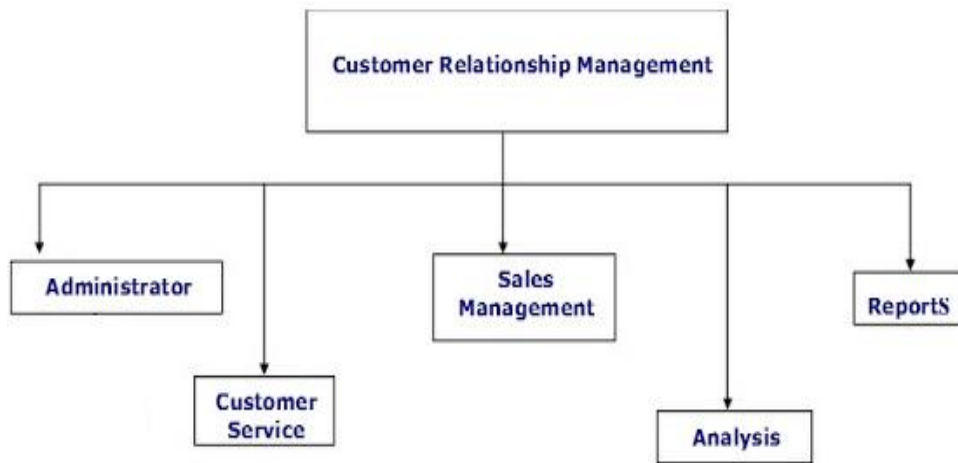 Customer Relationship Management
Administrator
Customer
Service
Sales
Management
Analysis
ReportS